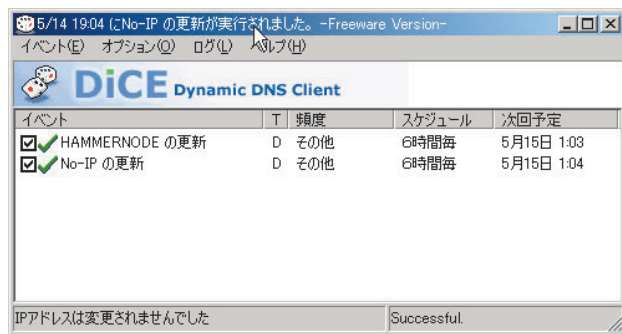 5/14 19:04 にNo-IP の更新が実行されました。 -Freeware Version-
イベント(E) オプション(O) ログ(L) ヘルプ(H)
DiCE Dynamic DNS Client
イベント T 頻度 スケジュール 次回予定
HAMMERNODE の更新 D その他 6時間毎 5月15日 1:03
No-IP の更新 D その他 6時間毎 5月15日 1:04
IPアドレスは変更されませんでした Successful.